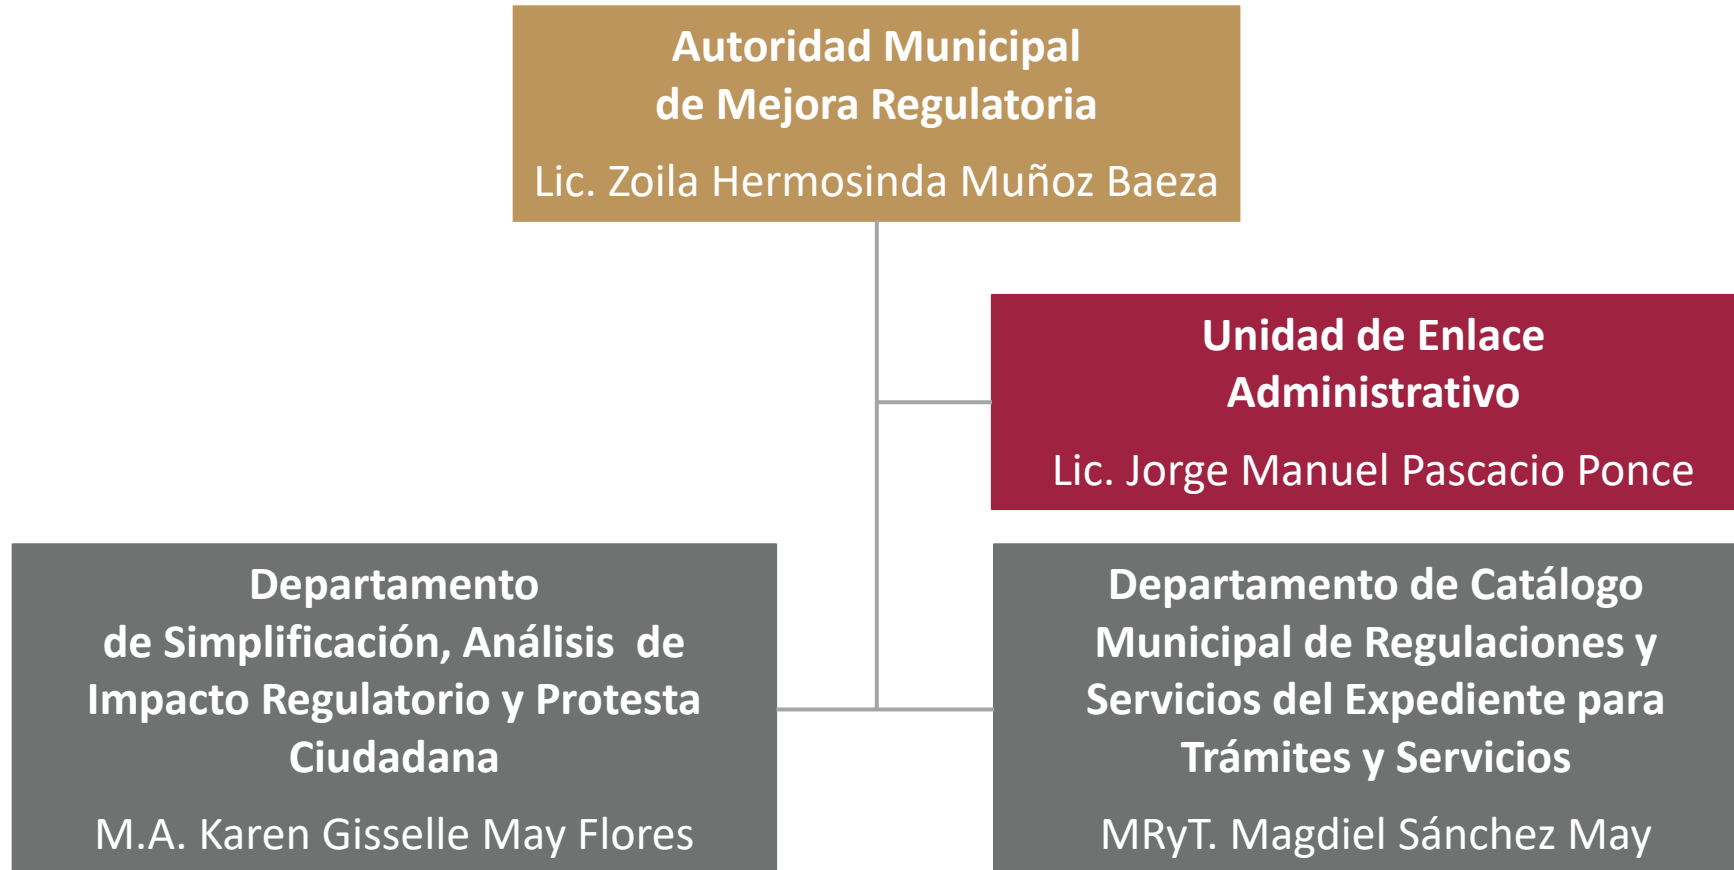 Autoridad Municipal
de Mejora Regulatoria
Lic. Zoila Hermosinda Muñoz Baeza
Unidad de Enlace
Administrativo
Lic. Jorge Manuel Pascacio Ponce
Departamento
de Simplificación, Análisis  de
Impacto Regulatorio y Protesta
Ciudadana
M.A. Karen Gisselle May Flores
Departamento de Catálogo
Municipal de Regulaciones y
Servicios del Expediente para
Trámites y Servicios
MRyT. Magdiel Sánchez May